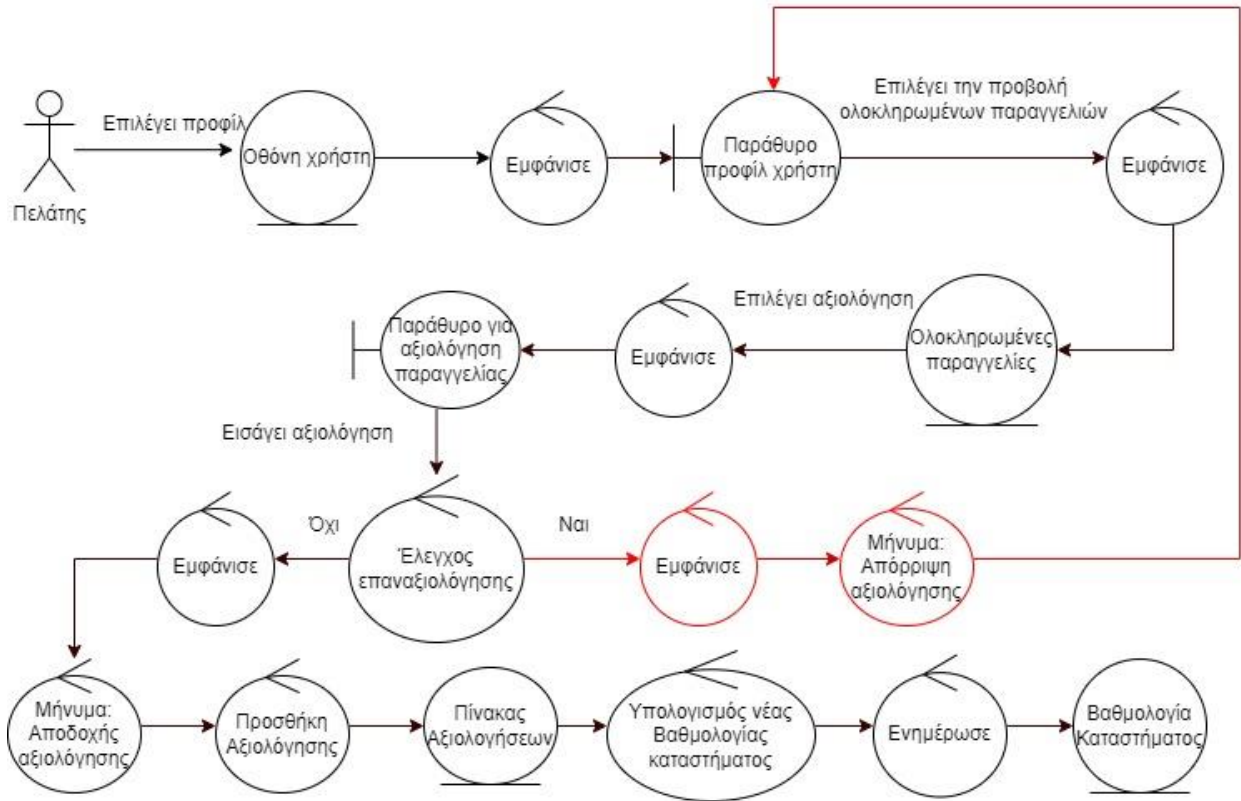 Επιλέγει προφίλ
Πελάτης
Οθόνη χρήστη
Εμφάνισε
Παράθυρο
προφίλ χρήστη
Επιλέγει την προβολή
ολοκληρωμένων παραγγελιών
Εμφάνισε
Ολοκληρωμένες
παραγγελίες
Επιλέγει αξιολόγηση
Εμφάνισε
Παράθυρο για
αξιολόγηση
παραγγελίας
Εισάγει αξιολόγηση
Έλεγχος
επαναξιολόγησης
Ναι
Εμφάνισε
Μήνυμα:
Απόρριψη
αξιολόγησης
Όχι
Εμφάνισε
Μήνυμα:
Αποδοχής
αξιολόγησης
Προσθήκη
Αξιολόγησης
Πίνακας
Αξιολογήσεων
Υπολογισμός νέας
Βαθμολογίας
καταστήματος
Ενημέρωσε
Βαθμολογία
Καταστήματος